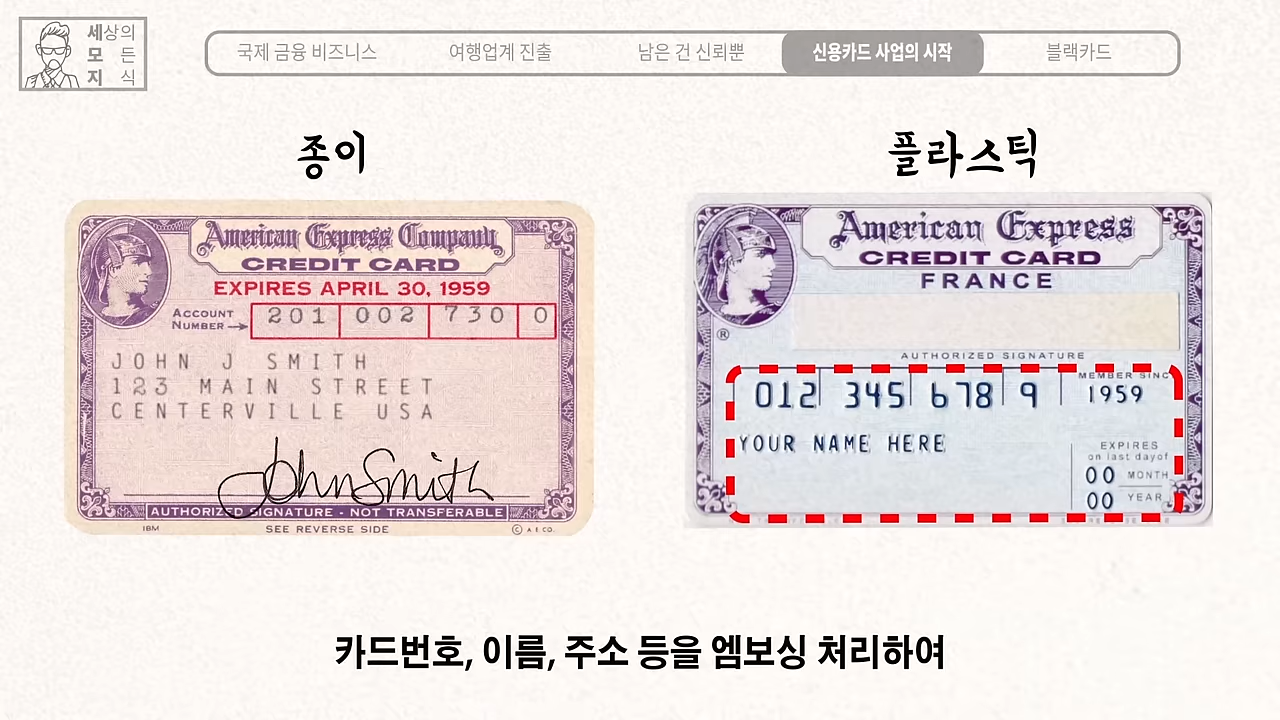 세상의
모든
지식
국제 금융 비즈니스
여행업계 진출
남은 건 신뢰뿐
신용카드 사업의 시작
블랙카드
종이
American Express Company
CREDIT CARD
EXPIRES APRIL 30, 1959
ACCOUNT
NUMBER
201 002 730 0
JOHN J SMITH
123 MAIN STREET
CENTERVILLE USA
John Smith
AUTHORIZED SIGNATURE - NOT TRANSFERABLE
IBM
SEE REVERSE SIDE
© A.E.CO.
플라스틱
American Express
CREDIT CARD
FRANCE
®
AUTHORIZED SIGNATURE
MEMBER SINC
012 345 678 9
1959
YOUR NAME HERE
EXPIRES
on last day of
00 MONTH
00 YEAR
카드번호, 이름, 주소 등을 엠보싱 처리하여